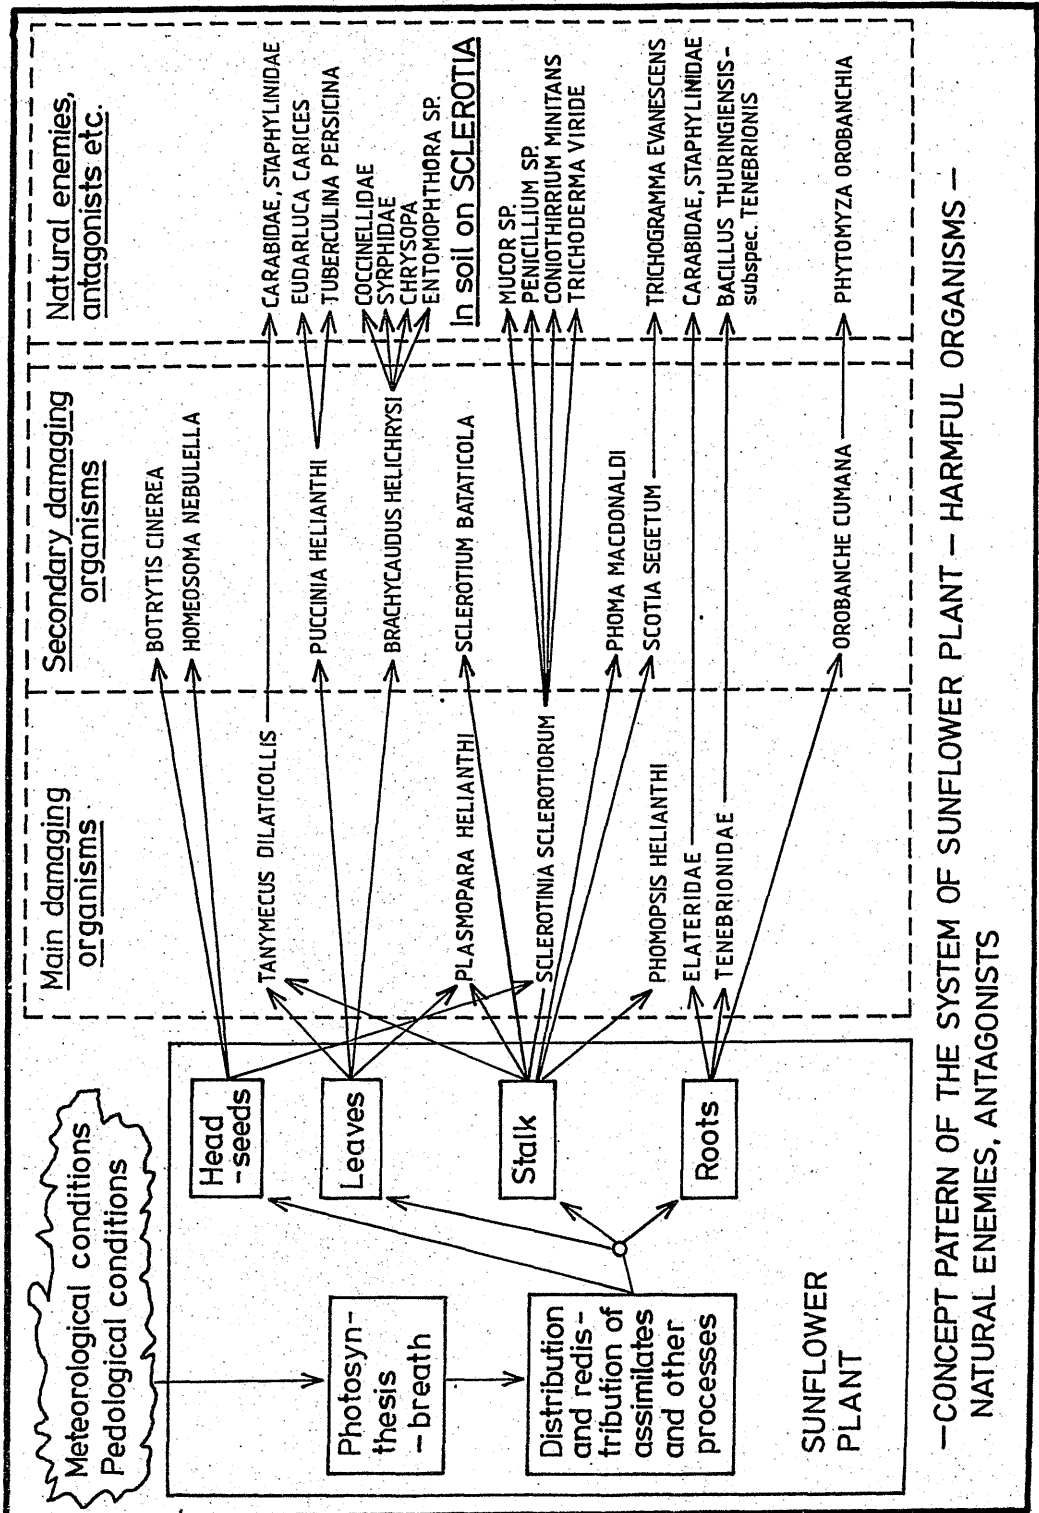 Meteorological conditions
Pedological conditions
Photosyn-
thesis
—breath
Distribution
and redis-
tribution of
assimilates
and other
processes
SUNFLOWER
PLANT
Head
-seeds
Leaves
Stalk
Roots
Main damaging
organisms
TANYMECUS DILATICOLLIS
PLASMOPARA HELIANTHI
SCLEROTINIA SCLEROTIORUM
PHOMOPSIS HELIANTHI
ELATERIDAE
TENEBRIONIDAE
Secondary damaging
organisms
BOTRYTIS CINEREA
HOMEOSOMA NEBULELLA
PUCCINIA HELIANTHI
BRACHYCAUDUS HELICHRYSI
SCLEROTIUM BATATICOLA
PHOMA MACDONALDI
SCOTIA SEGETUM
OROBANCHE CUMANA
Natural enemies,
antagonists etc.
CARABIDAE, STAPHYLINIDAE
EUDARLUCA CARICES
TUBERCULINA PERSICINA
COCCINELLIDAE
SYRPHIDAE
CHRYSOPA
ENTOMOPHTHORA SP.
In soil on SCLEROTIA
MUCOR SP.
PENICILLIUM SP.
CONIOTHIRRIUM MINITANS
TRICHODERMA VIRIDE
TRICHOGRAMMA EVANESCENS
CARABIDAE, STAPHYLINIDAE
BACILLUS THURINGIENSIS-
subspec. TENEBRIONIS
PHYTOMYZA OROBANCHIA
—CONCEPT PATERN OF THE SYSTEM OF SUNFLOWER PLANT — HARMFUL ORGANISMS —
NATURAL ENEMIES, ANTAGONISTS